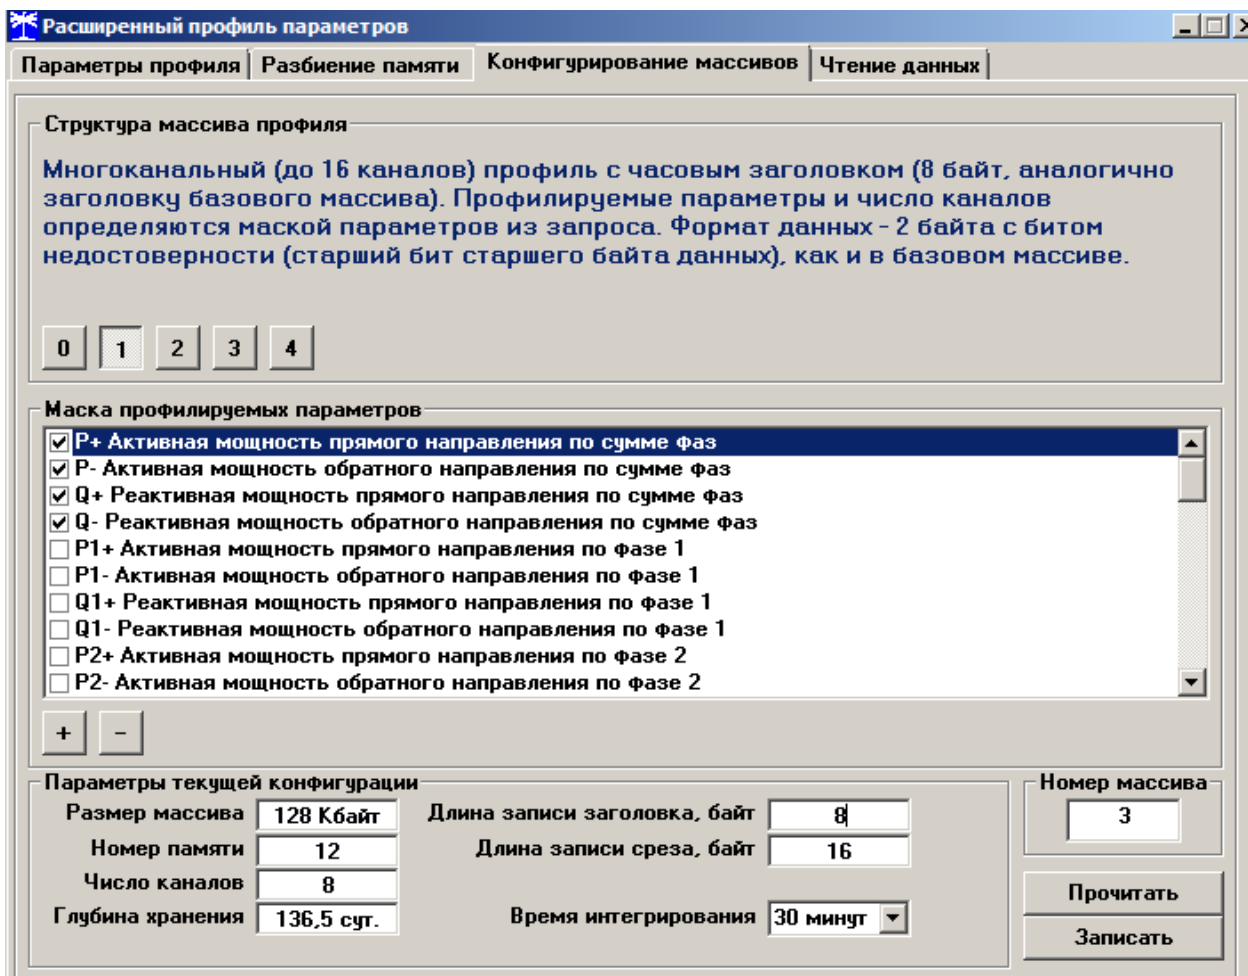 Расширенный профиль параметров
Параметры профиля Разбиение памяти Конфигурирование массивов Чтение данных
Структура массива профиля
Многоканальный (до 16 каналов) профиль с часовым заголовком (8 байт, аналогично
заголовку базового массива). Профилируемые параметры и число каналов
определяются маской параметров из запроса. Формат данных - 2 байта с битом
недостоверности (старший бит старшего байта данных), как и в базовом массиве.
0 1 2 3 4
Маска профилируемых параметров
P+ Активная мощность прямого направления по сумме фаз
P- Активная мощность обратного направления по сумме фаз
Q+ Реактивная мощность прямого направления по сумме фаз
Q- Реактивная мощность обратного направления по сумме фаз
P1+ Активная мощность прямого направления по фазе 1
P1- Активная мощность обратного направления по фазе 1
Q1+ Реактивная мощность прямого направления по фазе 1
Q1- Реактивная мощность обратного направления по фазе 1
P2+ Активная мощность прямого направления по фазе 2
P2- Активная мощность обратного направления по фазе 2
+ -
Параметры текущей конфигурации Номер массива
Размер массива 128 Кбайт Длина записи заголовка, байт 8 3
Номер памяти 12 Длина записи среза, байт 16
Число каналов 8 Прочитать
Глубина хранения 136,5 сут. Время интегрирования 30 минут
Записать